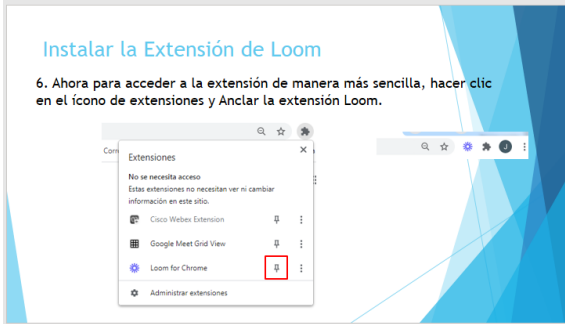 Instalar la Extensión de Loom
6. Ahora para acceder a la extensión de manera más sencilla, hacer clic
en el ícono de extensiones y Anclar la extensión Loom.
Extensiones
No se necesita acceso
Estas extensiones no necesitan ver ni cambiar
información en este sitio.
Cisco Webex Extension
Google Meet Grid View
Loom for Chrome
Administrar extensiones
J